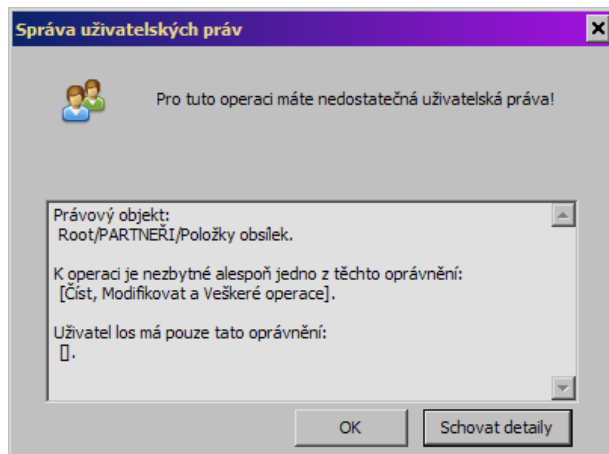 Správa uživatelských práv
Pro tuto operaci máte nedostatečná uživatelská práva!
Právový objekt:
Root/PARTNEŘI/Položky obsílek.
K operaci je nezbytné alespoň jedno z těchto oprávnění:
[Číst, Modifikovat a Veškeré operace].
Uživatel los má pouze tato oprávnění:
[].
OK
Schovat detaily